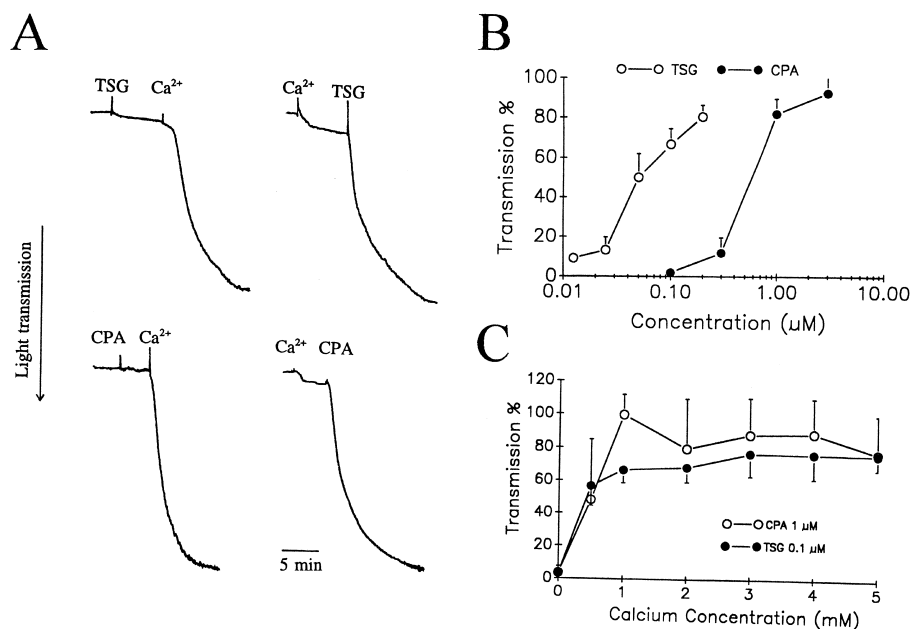 A
TSG Ca²⁺
Ca²⁺ TSG
Light transmission
CPA Ca²⁺
Ca²⁺ CPA
5 min
B
TSG CPA
Transmission %
100
80
60
40
20
0
0.01 0.10 1.00 10.00
Concentration (µM)
C
Transmission %
120
100
80
60
40
20
0
CPA 1 µM
TSG 0.1 µM
0 1 2 3 4 5
Calcium Concentration (mM)